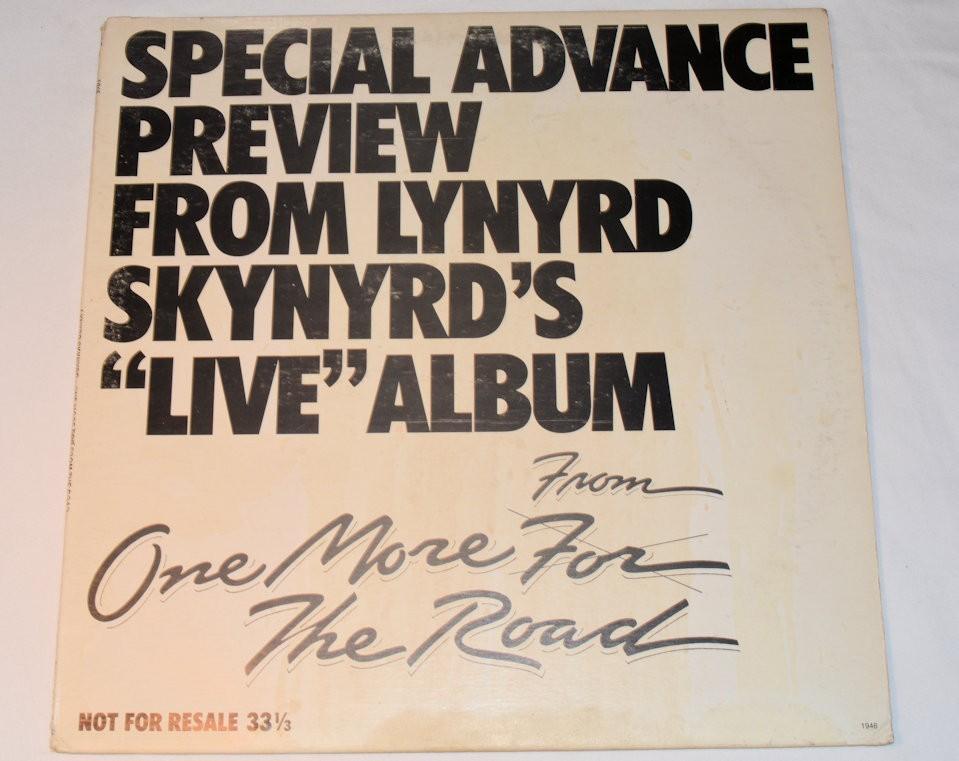 SPECIAL ADVANCE
PREVIEW
FROM LYNYRD
SKYNYRD'S
“LIVE” ALBUM
From
One More For
The Road
NOT FOR RESALE 33⅓
1946